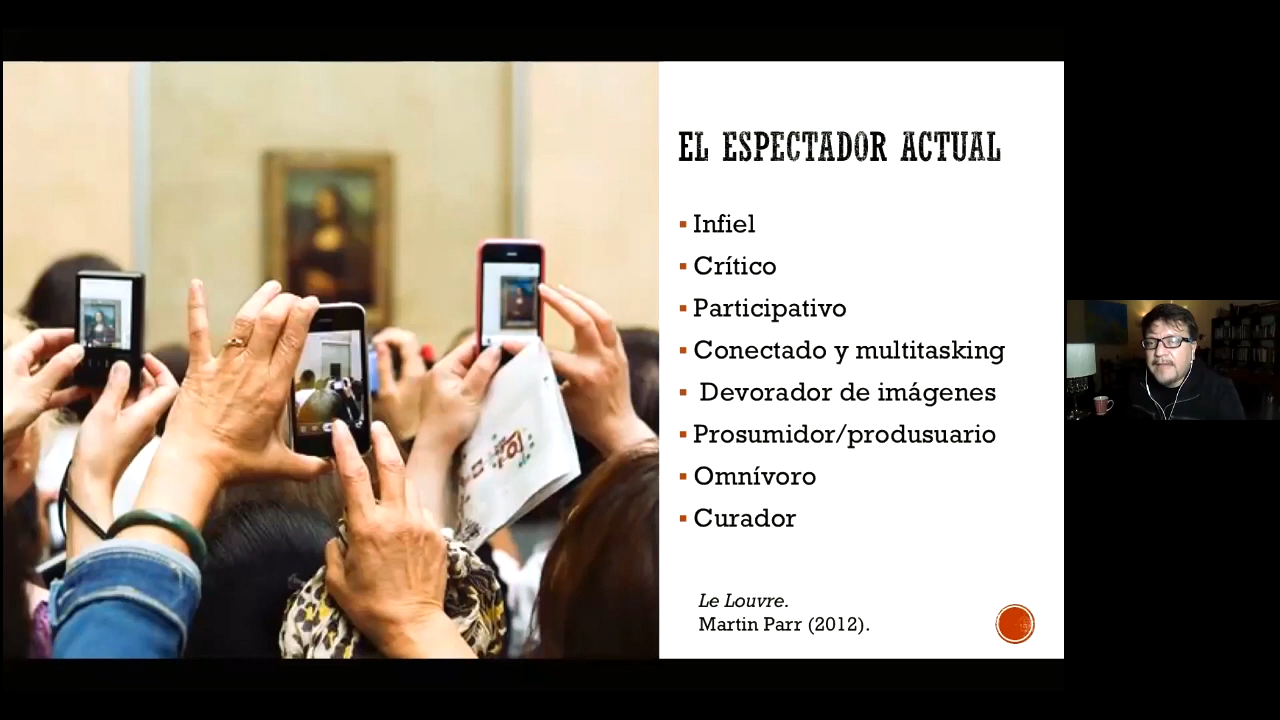 EL ESPECTADOR ACTUAL
▪ Infiel
▪ Crítico
▪ Participativo
▪ Conectado y multitasking
▪ Devorador de imágenes
▪ Prosumidor/produsuario
▪ Omnívoro
▪ Curador
Le Louvre.
Martin Parr (2012).